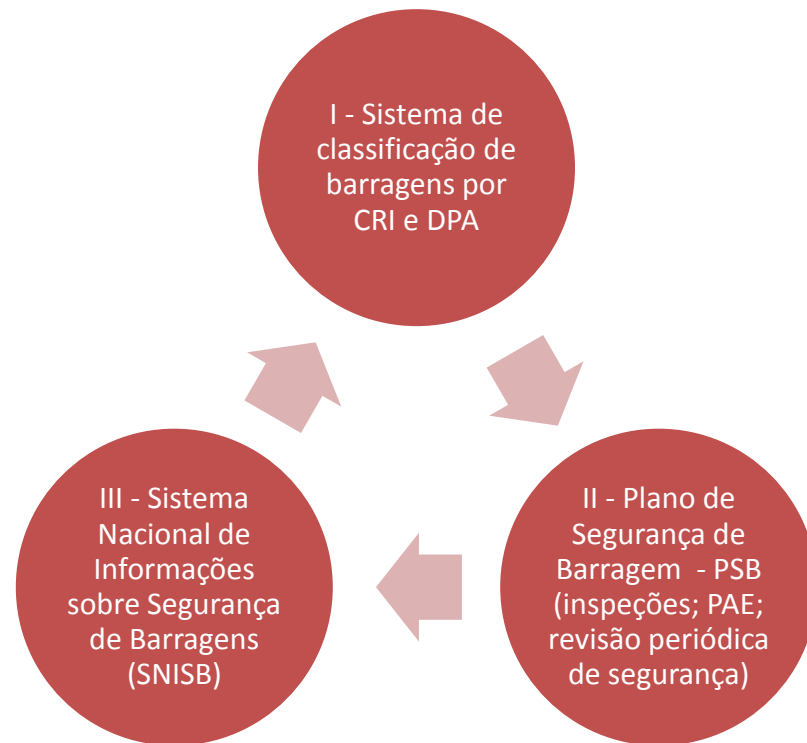 I - Sistema de
classificação de
barragens por
CRI e DPA
III - Sistema
Nacional de
Informações
sobre Segurança
de Barragens
(SNISB)
II - Plano de
Segurança de
Barragem - PSB
(inspeções; PAE;
revisão periódica
de segurança)